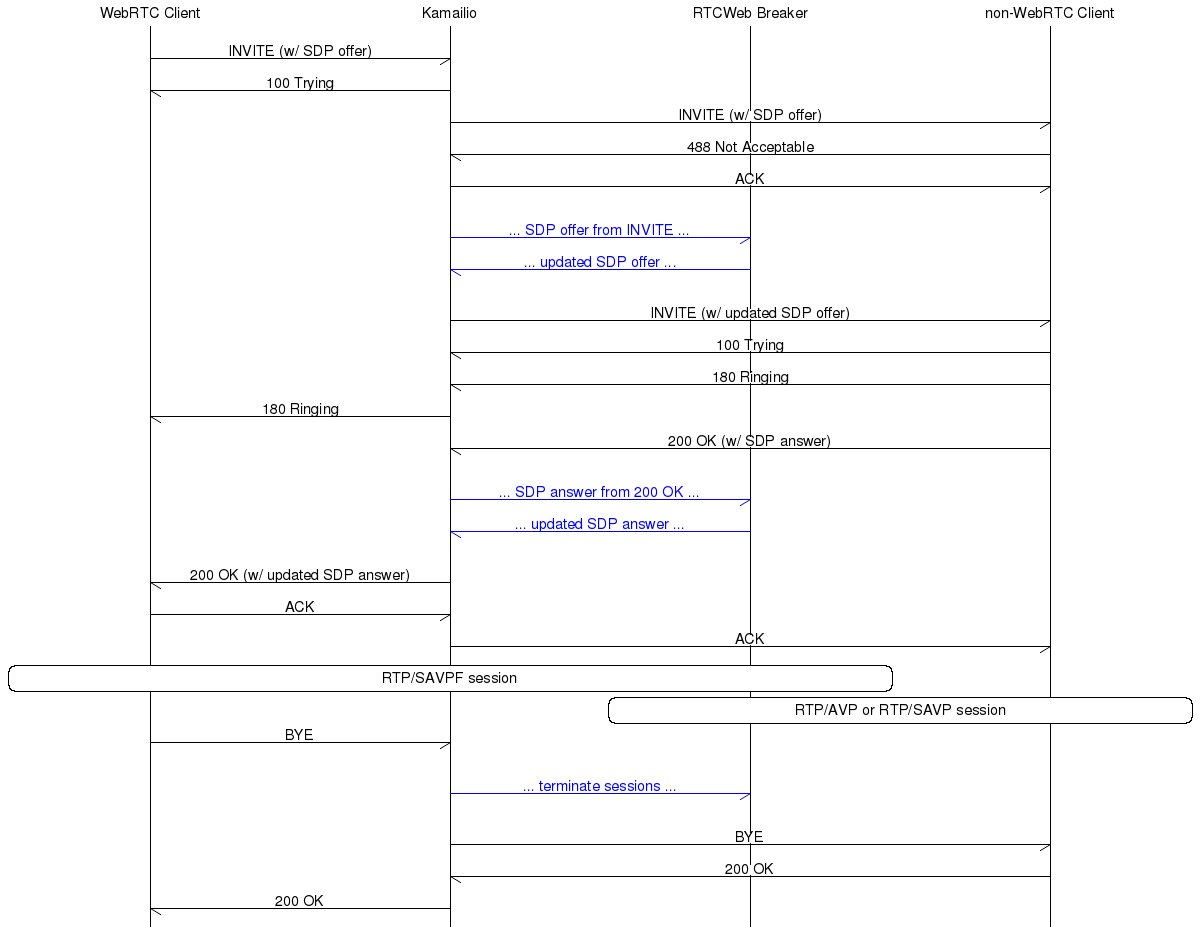 WebRTC Client
Kamailio
RTCWeb Breaker
non-WebRTC Client
INVITE (w/ SDP offer)
100 Trying
INVITE (w/ SDP offer)
488 Not Acceptable
ACK
... SDP offer from INVITE ...
... updated SDP offer ...
INVITE (w/ updated SDP offer)
100 Trying
180 Ringing
180 Ringing
200 OK (w/ SDP answer)
... SDP answer from 200 OK ...
... updated SDP answer ...
200 OK (w/ updated SDP answer)
ACK
ACK
RTP/SAVPF session
RTP/AVP or RTP/SAVP session
BYE
... terminate sessions ...
BYE
200 OK
200 OK